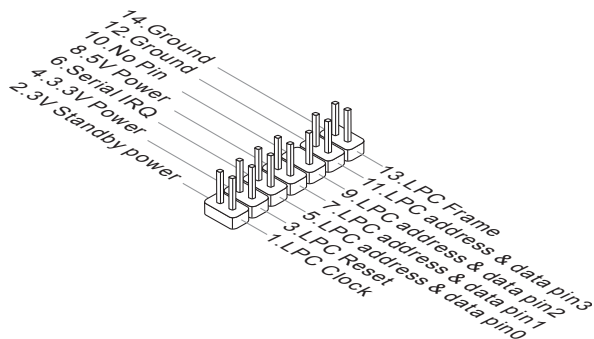 14.Ground
12.Ground
10.No Pin
8.5V Power
6.Serial IRQ
4.3.3V Power
2.3V Standby power
13.LPC Frame
11.LPC address & data pin3
9.LPC address & data pin2
7.LPC address & data pin1
5.LPC address & data pin0
3.LPC Reset
1.LPC Clock